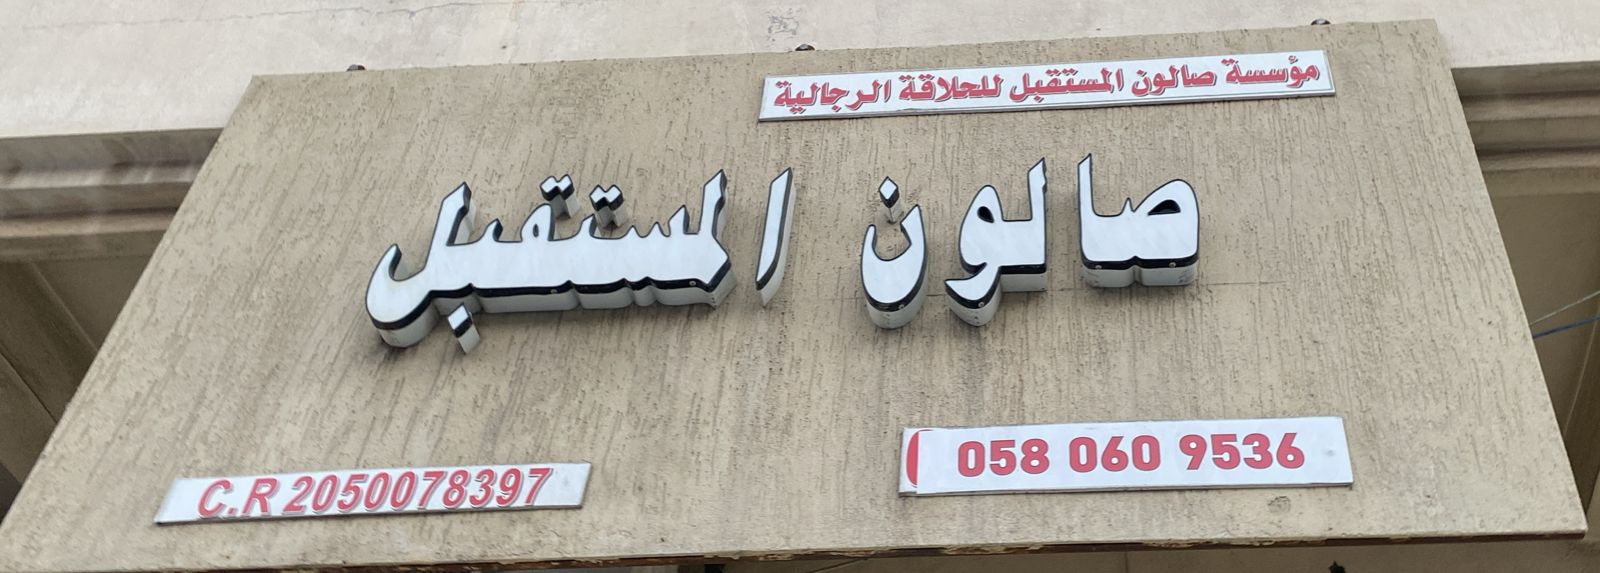 مؤسسة صالون المستقبل للحلاقة الرجالية
صالون المستقبل
058 060 9536
C.R 2050078397